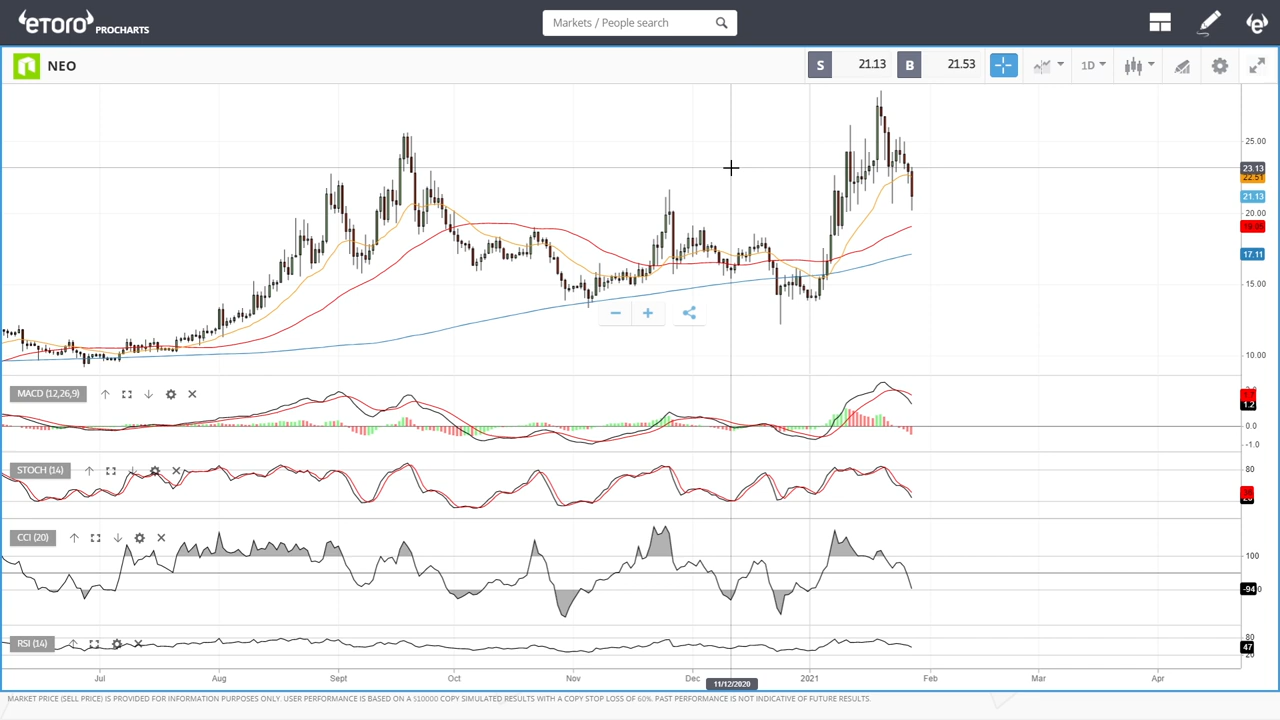 eTORO PROCHARTS
Markets / People search
NEO
S 21.13 B 21.53
1D
25.00
23.13
22.51
21.13
20.00
17.11
15.00
10.00
MACD (12,26,9)
1.2
0.0
-1.0
STOCH (14)
80
CCI (20)
100
-94
RSI (14)
80
47
20
Jul Aug Sept Oct Nov Dec 2021 Feb Mar Apr
11/12/2020
MARKET PRICE (SELL PRICE) IS PROVIDED FOR INFORMATION PURPOSES ONLY. USER PERFORMANCE IS BASED ON A $10000 COPY SIMULATED RESULTS WITH A COPY STOP LOSS OF 60%. PAST PERFORMANCE IS NOT INDICATIVE OF FUTURE RESULTS.